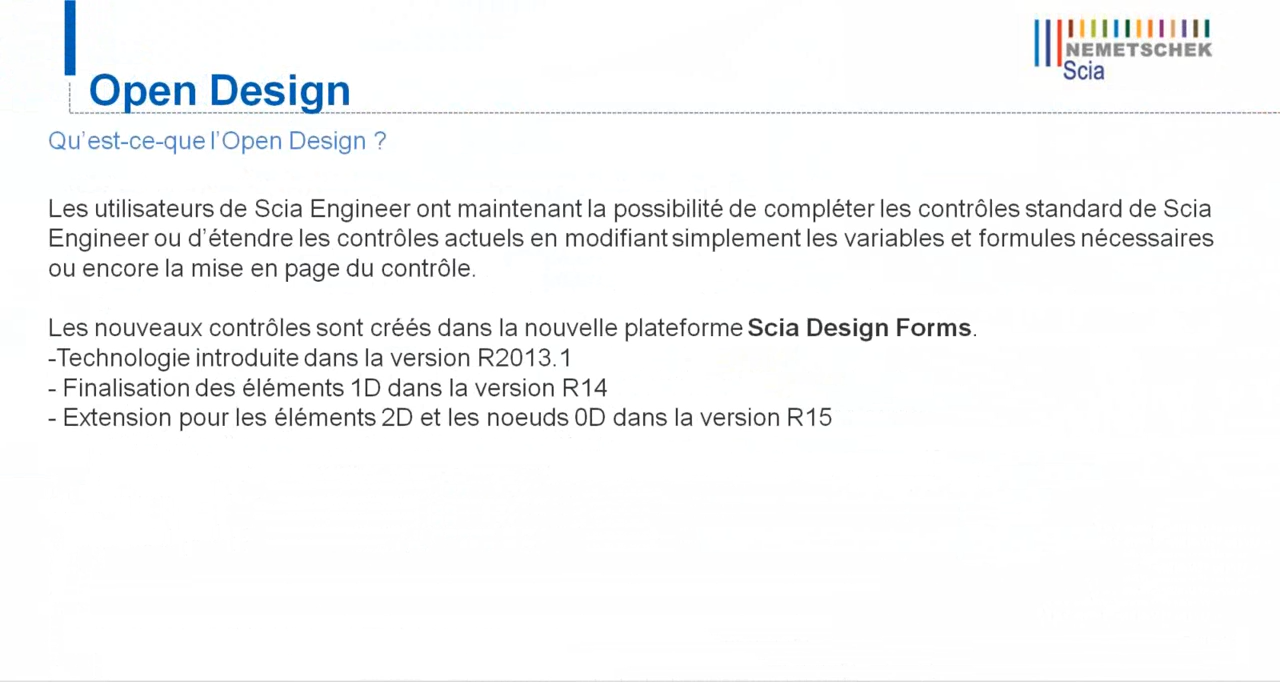 NEMETSCHEK
Scia
Open Design
Qu'est-ce-que l'Open Design ?
Les utilisateurs de Scia Engineer ont maintenant la possibilité de compléter les contrôles standard de Scia
Engineer ou d'étendre les contrôles actuels en modifiant simplement les variables et formules nécessaires
ou encore la mise en page du contrôle.
Les nouveaux contrôles sont créés dans la nouvelle plateforme Scia Design Forms.
-Technologie introduite dans la version R2013.1
- Finalisation des éléments 1D dans la version R14
- Extension pour les éléments 2D et les noeuds 0D dans la version R15